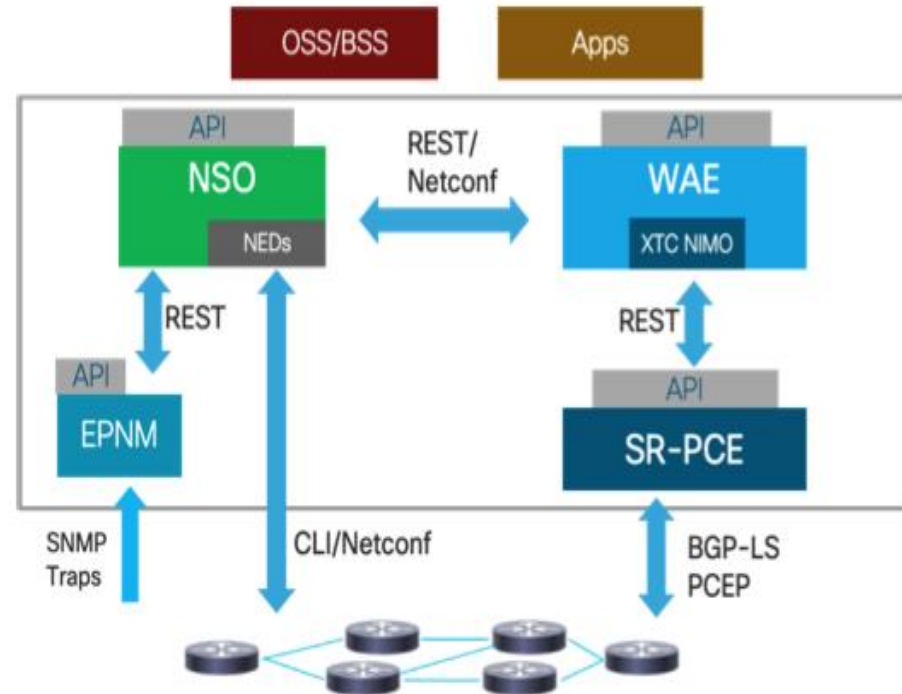 OSS/BSS
Apps
API
NSO
NEDs
REST/
Netconf
API
WAE
XTC NIMO
REST
REST
API
EPNM
API
SR-PCE
SNMP
Traps
CLI/Netconf
BGP-LS
PCEP